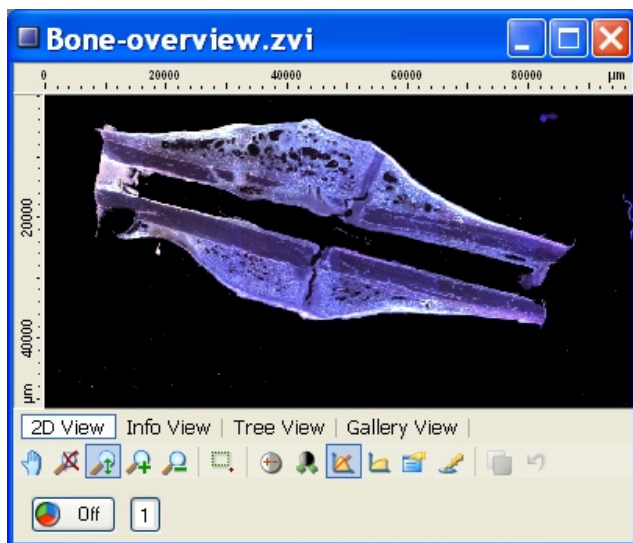 Bone-overview.zvi
0 20000 40000 60000 80000 µm
20000
40000
µm
2D View Info View Tree View Gallery View
Off 1